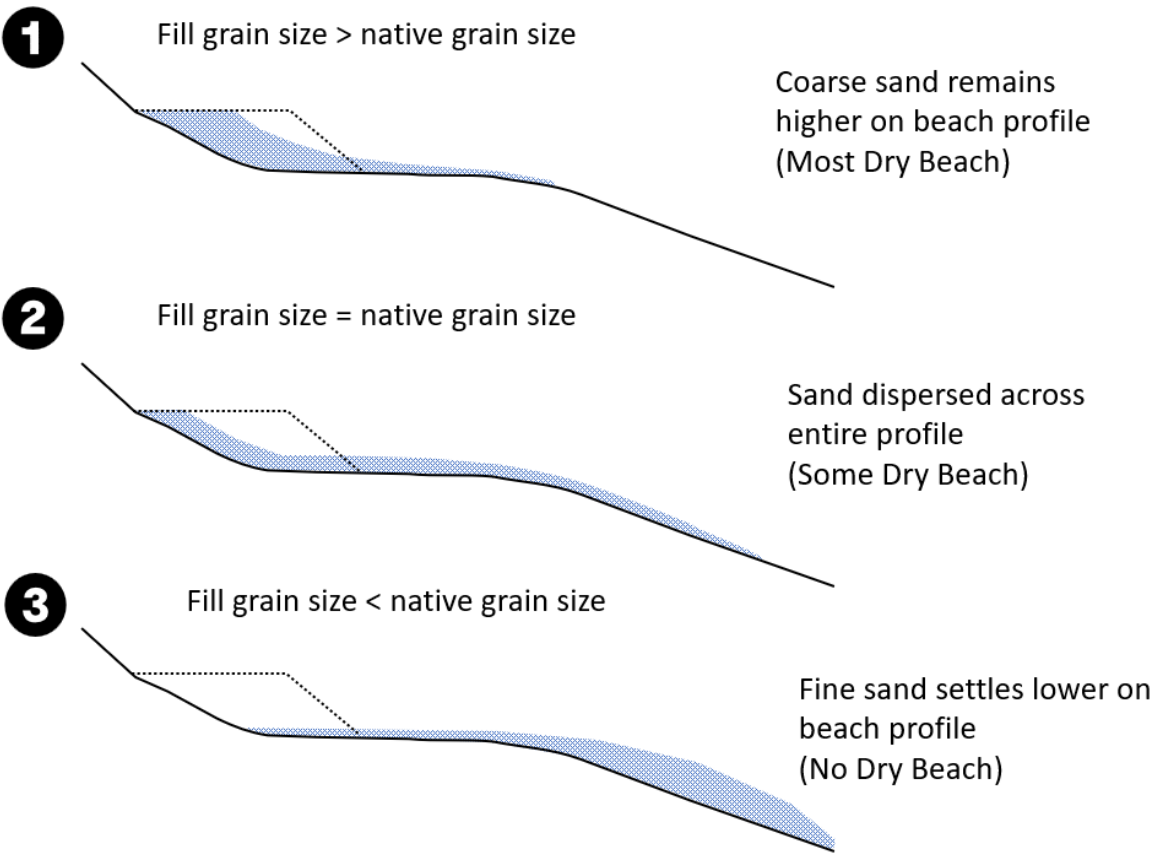 1
Fill grain size > native grain size
Coarse sand remains
higher on beach profile
(Most Dry Beach)
2
Fill grain size = native grain size
Sand dispersed across
entire profile
(Some Dry Beach)
3
Fill grain size < native grain size
Fine sand settles lower on
beach profile
(No Dry Beach)